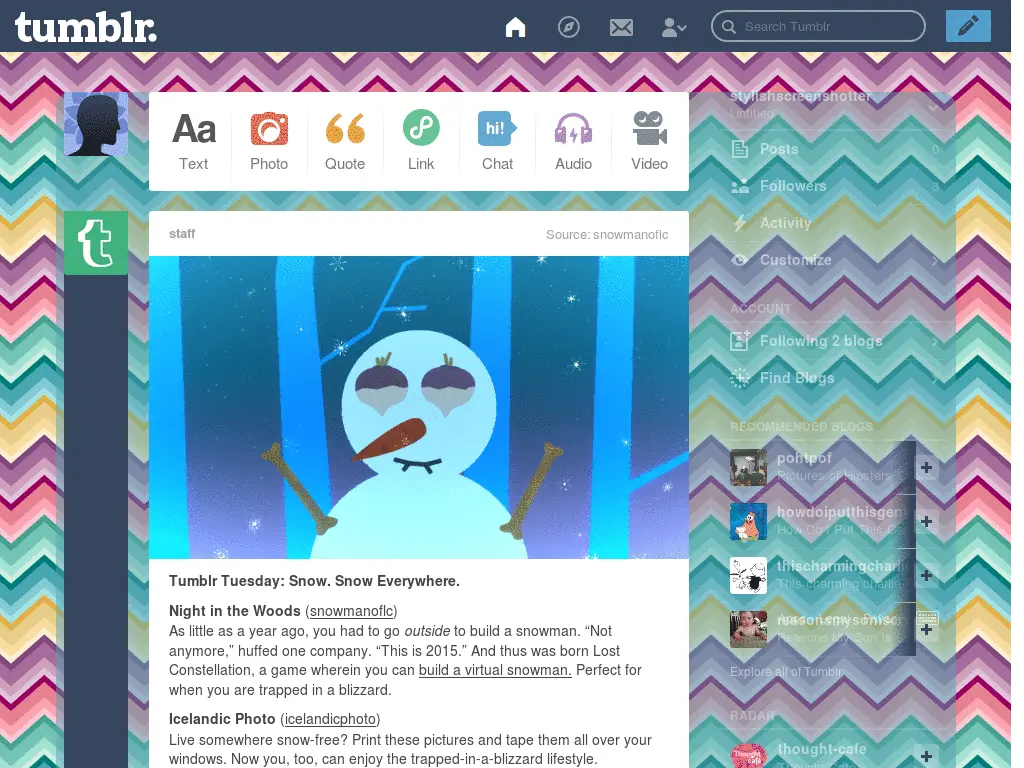 tumblr.
Search Tumblr
Aa
Text
Photo
Quote
Link
hi!
Chat
Audio
Video
stylishscreenshotter
Untitled
Posts 0
Followers 3
Activity
Customize
ACCOUNT
Following 2 blogs
Find Blogs
RECOMMENDED BLOGS
pohtpof
Pictures of Hipsters
howdoiputthisgen
How Do I Put This Ge
thischarmingcharli
This charming charlie
reasonsmysonisc
Reasons My Son Is
Explore all of Tumblr
RADAR
thought-cafe
Thought Cafe
t
staff
Source: snowmanofic
Tumblr Tuesday: Snow. Snow Everywhere.
Night in the Woods (snowmanofic)
As little as a year ago, you had to go outside to build a snowman. “Not
anymore,” huffed one company. “This is 2015.” And thus was born Lost
Constellation, a game wherein you can build a virtual snowman. Perfect for
when you are trapped in a blizzard.
Icelandic Photo (icelandicphoto)
Live somewhere snow-free? Print these pictures and tape them all over your
windows. Now you, too, can enjoy the trapped-in-a-blizzard lifestyle.